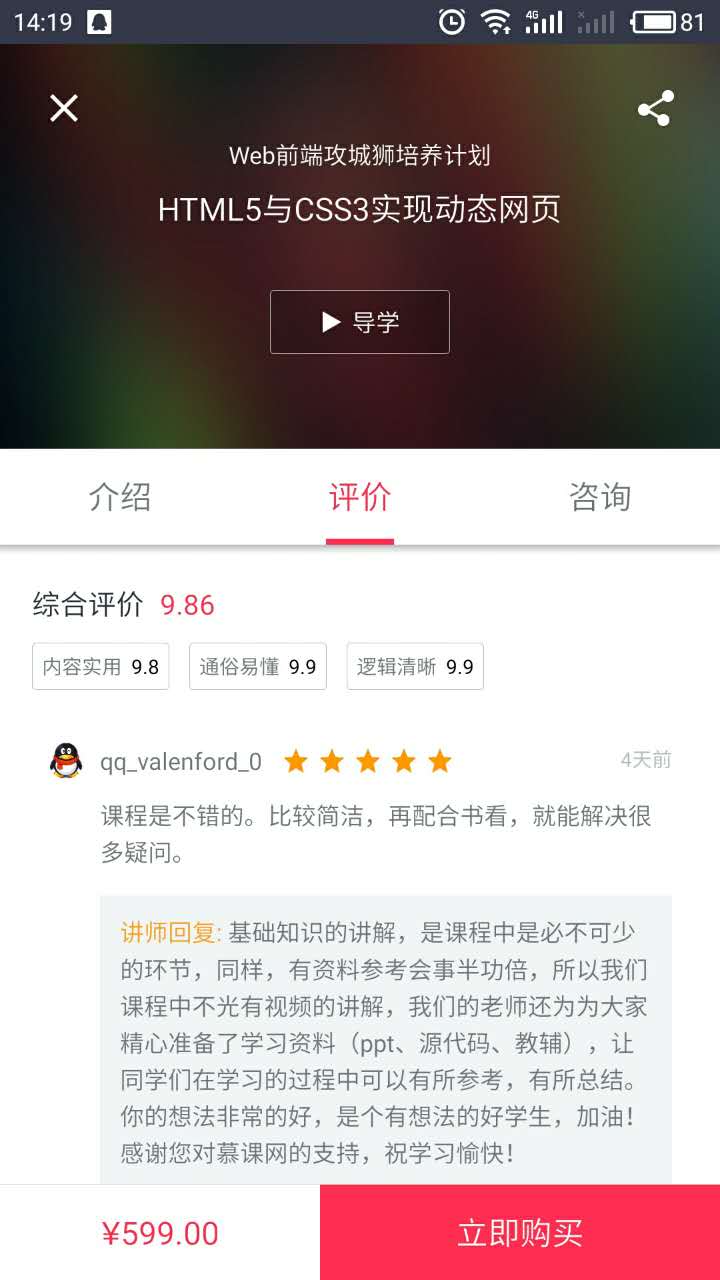 14:19
4G
81
Web前端攻城狮培养计划
HTML5与CSS3实现动态网页
导学
介绍 评价 咨询
综合评价 9.86
内容实用 9.8 通俗易懂 9.9 逻辑清晰 9.9
qq_valenford_0 4天前
课程是不错的。比较简洁，再配合书看，就能解决很
多疑问。
讲师回复: 基础知识的讲解，是课程中是必不可少
的环节，同样，有资料参考会事半功倍，所以我们
课程中不光有视频的讲解，我们的老师还为为大家
精心准备了学习资料（ppt、源代码、教辅），让
同学们在学习的过程中可以有所参考，有所总结。
你的想法非常的好，是个有想法的好学生，加油！
感谢您对慕课网的支持，祝学习愉快！
¥599.00 立即购买